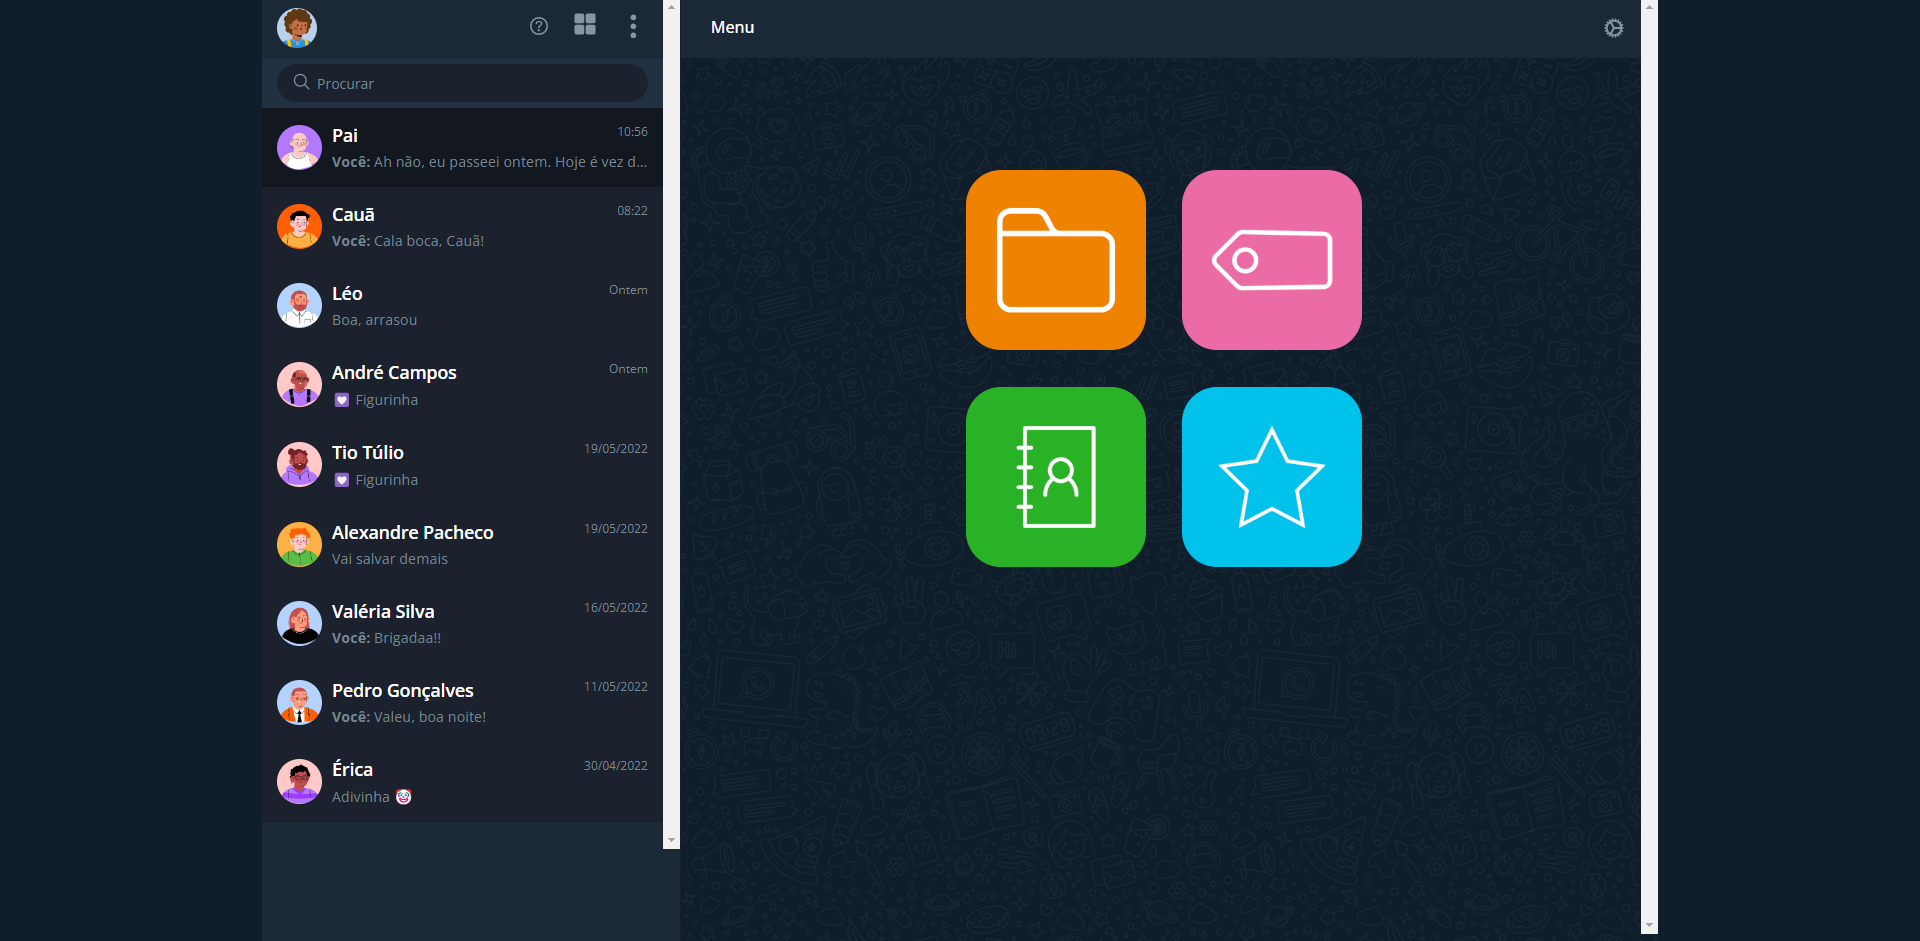 Menu
Procurar
Pai
10:56
Você: Ah não, eu passeei ontem. Hoje é vez d...
Cauã
08:22
Você: Cala boca, Cauã!
Léo
Ontem
Boa, arrasou
André Campos
Ontem
Figurinha
Tio Túlio
19/05/2022
Figurinha
Alexandre Pacheco
19/05/2022
Vai salvar demais
Valéria Silva
16/05/2022
Você: Brigadaa!!
Pedro Gonçalves
11/05/2022
Você: Valeu, boa noite!
Érica
30/04/2022
Adivinha 🤡